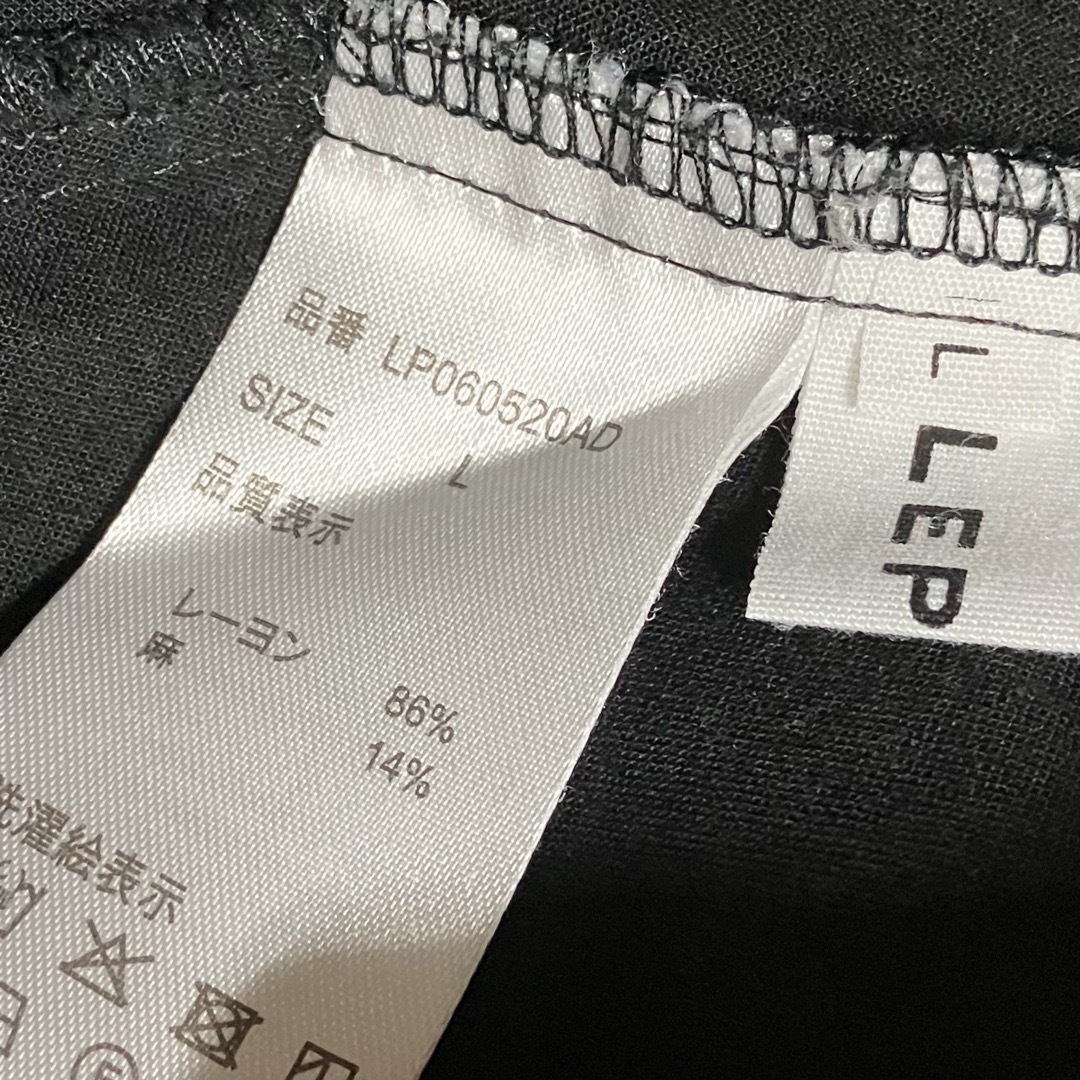 品番 LP060520AD
SIZE L
品質表示
レーヨン 86%
麻 14%
洗濯絵表示
L
L LEP